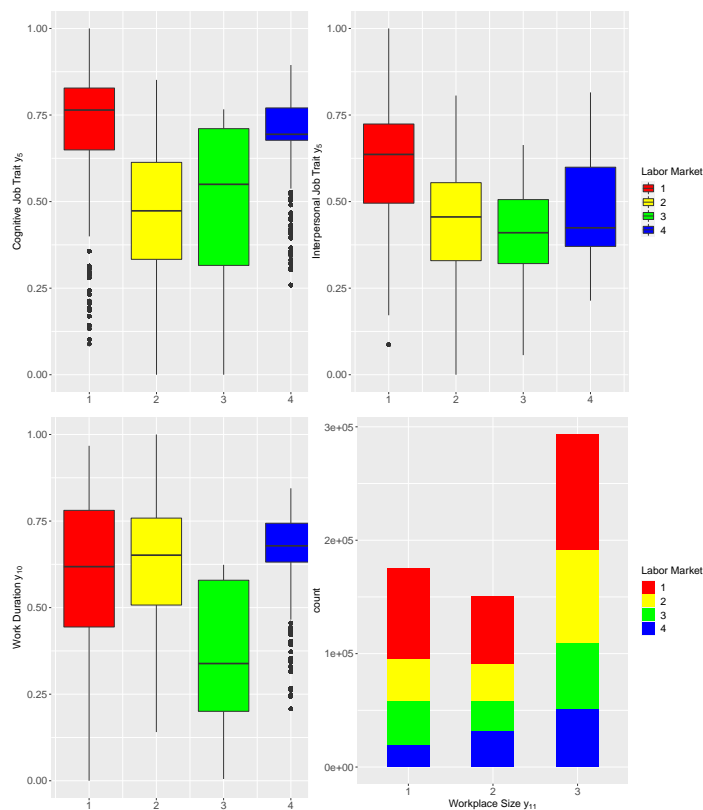 1.00
0.75
0.50
0.25
0.00
Cognitive Job Trait y5
1 2 3 4
1.00
0.75
0.50
0.25
0.00
Interpersonal Job Trait y5
1 2 3 4
Labor Market
1
2
3
4
1.00
0.75
0.50
0.25
0.00
Work Duration y10
1 2 3 4
3e+05
2e+05
1e+05
0e+00
count
1 2 3
Workplace Size y11
Labor Market
1
2
3
4